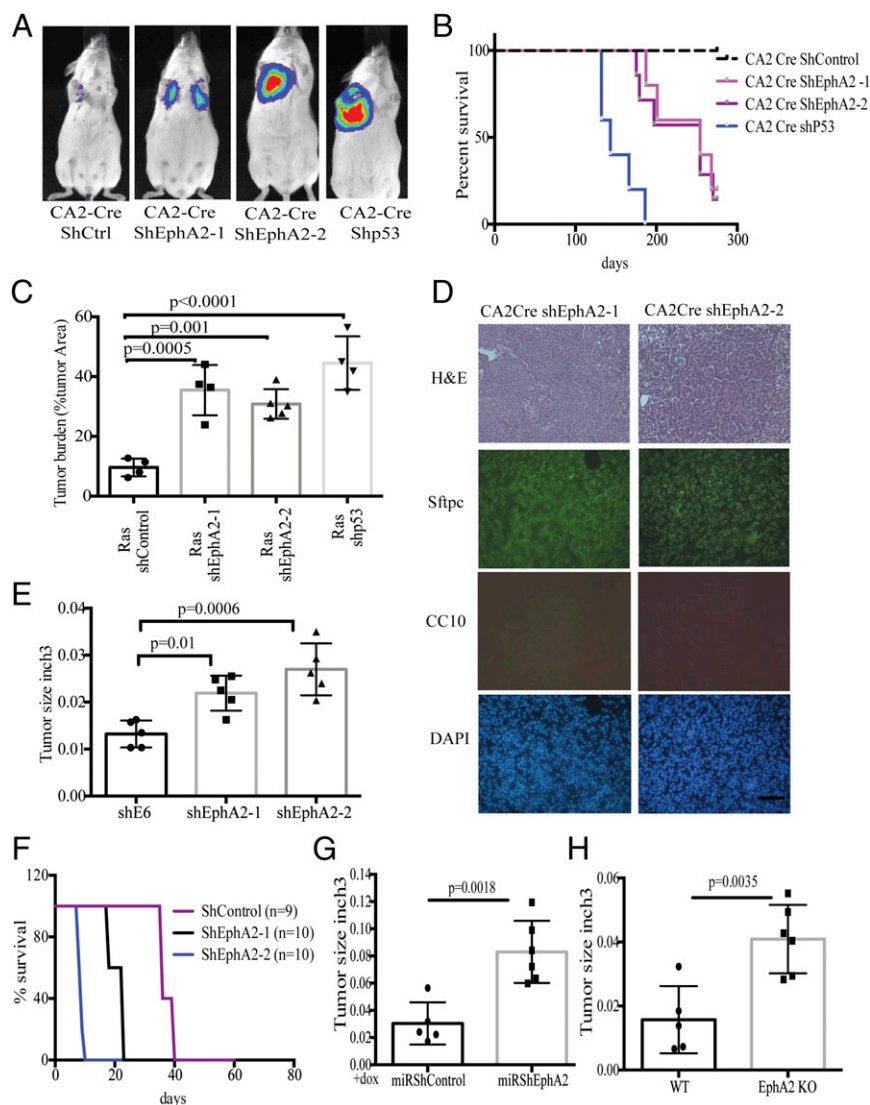 A
CA2-Cre
ShCtrl
CA2-Cre
ShEphA2-1
CA2-Cre
ShEphA2-2
CA2-Cre
Shp53
B
Percent survival
100
50
0
0
100
200
300
days
CA2 Cre ShControl
CA2 Cre ShEphA2 -1
CA2 Cre ShEphA2-2
CA2 Cre shP53
C
Tumor burden (%tumor Area)
60
40
20
0
p<0.0001
p=0.001
p=0.0005
Ras
shControl
Ras
shEphA2-1
Ras
shEphA2-2
Ras
shp53
D
CA2Cre shEphA2-1
CA2Cre shEphA2-2
H&E
Sftpc
CC10
DAPI
E
Tumor size inch3
0.04
0.03
0.02
0.01
0.00
p=0.0006
p=0.01
shE6
shEphA2-1
shEphA2-2
F
% survival
120
80
40
0
0
20
40
60
80
days
ShControl (n=9)
ShEphA2-1 (n=10)
ShEphA2-2 (n=10)
G
Tumor size inch3
0.14
0.12
0.10
0.08
0.06
0.04
0.02
0.00
p=0.0018
+dox
miRShControl
miRShEphA2
H
Tumor size inch3
0.06
0.04
0.02
0.00
p=0.0035
WT
EphA2 KO